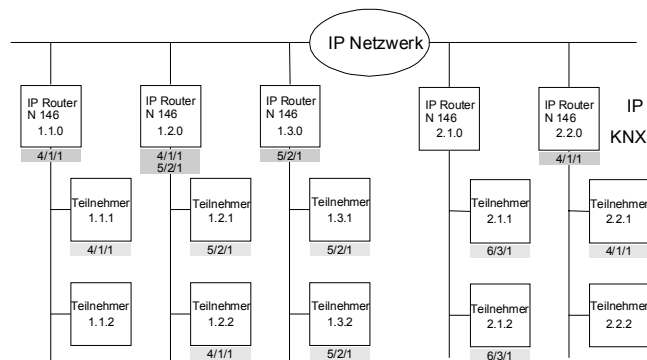 IP Netzwerk
IP Router
N 146
1.1.0
4/1/1
IP Router
N 146
1.2.0
4/1/1
5/2/1
IP Router
N 146
1.3.0
5/2/1
IP Router
N 146
2.1.0
IP Router
N 146
2.2.0
4/1/1
IP
KNX
Teilnehmer
1.1.1
4/1/1
Teilnehmer
1.2.1
5/2/1
Teilnehmer
1.3.1
5/2/1
Teilnehmer
2.1.1
6/3/1
Teilnehmer
2.2.1
4/1/1
Teilnehmer
1.1.2
Teilnehmer
1.2.2
4/1/1
Teilnehmer
1.3.2
5/2/1
Teilnehmer
2.1.2
6/3/1
Teilnehmer
2.2.2